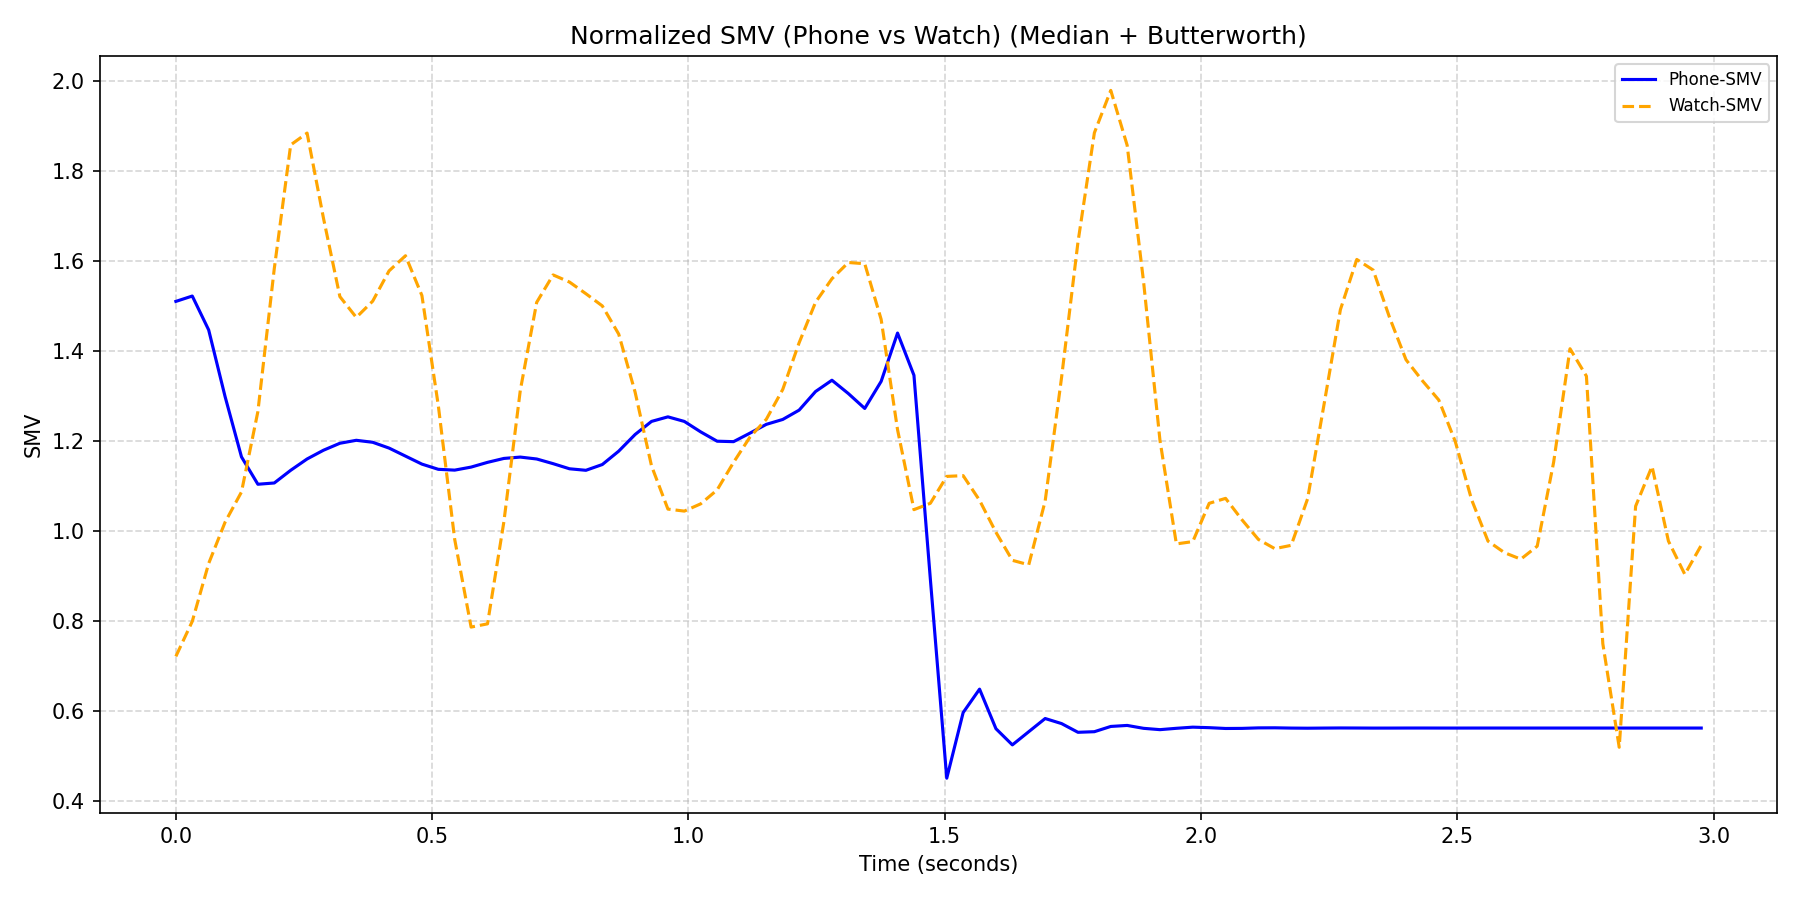 Normalized SMV (Phone vs Watch) (Median + Butterworth)
Phone-SMV
Watch-SMV
SMV
2.0
1.8
1.6
1.4
1.2
1.0
0.8
0.6
0.4
0.0 0.5 1.0 1.5 2.0 2.5 3.0
Time (seconds)